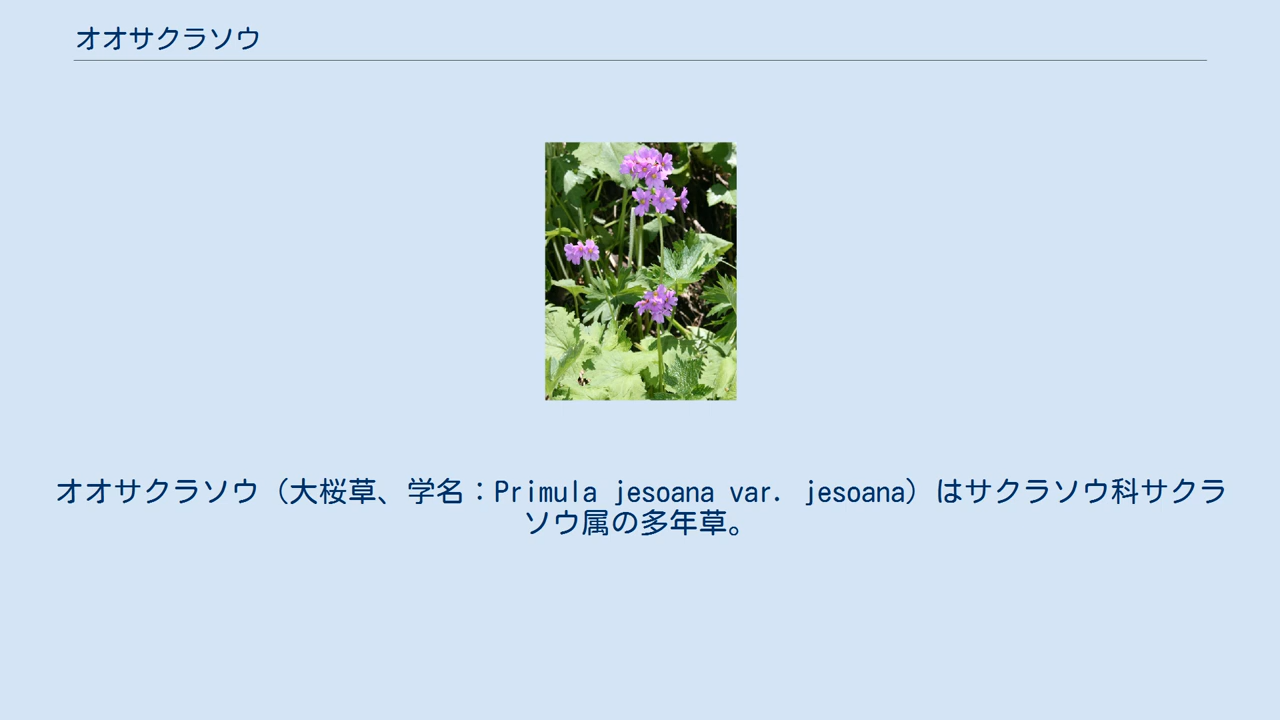 オオサクラソウ
オオサクラソウ（大桜草、学名：Primula jesoana var. jesoana）はサクラソウ科サクラ
ソウ属の多年草。